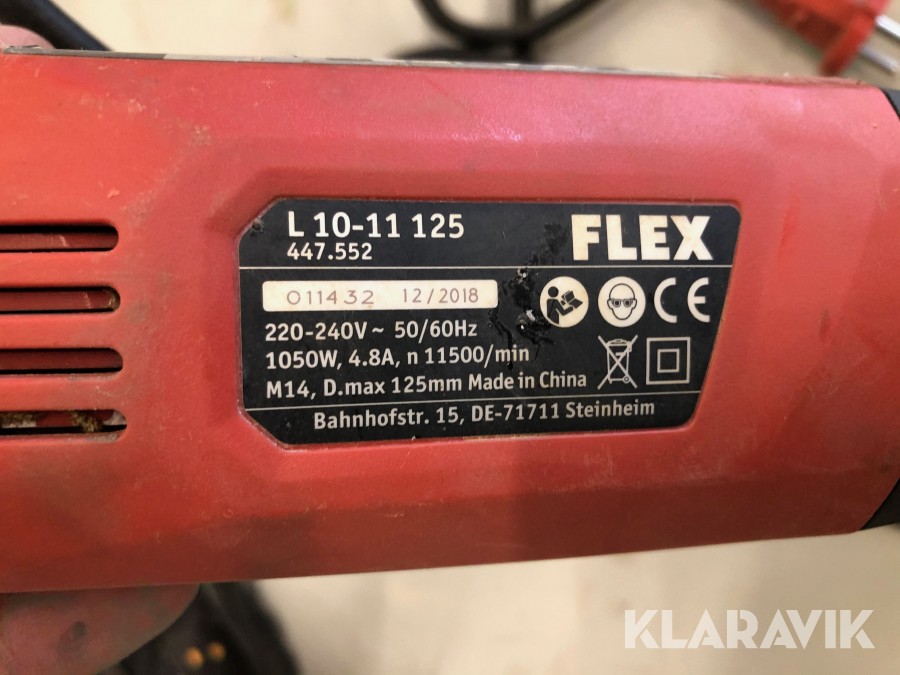 L 10-11 125
FLEX
447.552
011432 12/2018
CE
220-240V ~ 50/60Hz
1050W, 4.8A, n 11500/min
M14, D.max 125mm Made in China
Bahnhofstr. 15, DE-71711 Steinheim
KLARAVIK